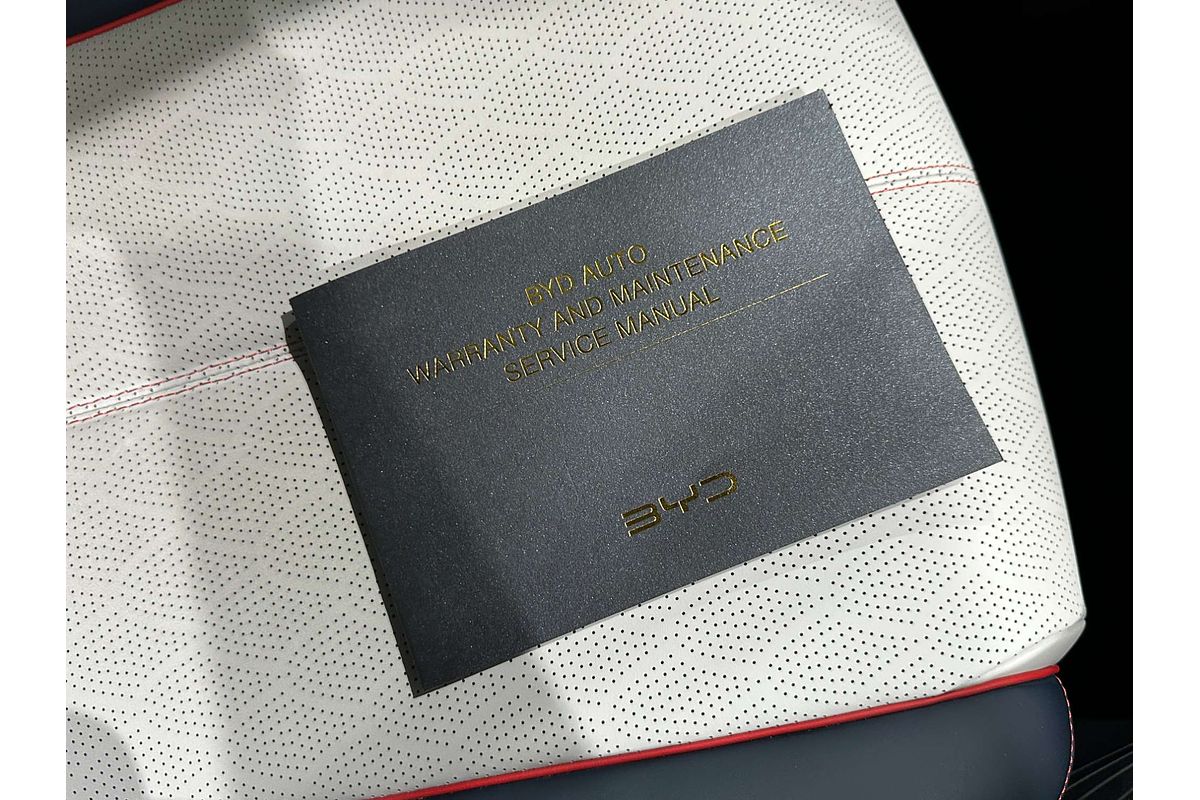 BYD AUTO
WARRANTY AND MAINTENANCE
SERVICE MANUAL
BYD